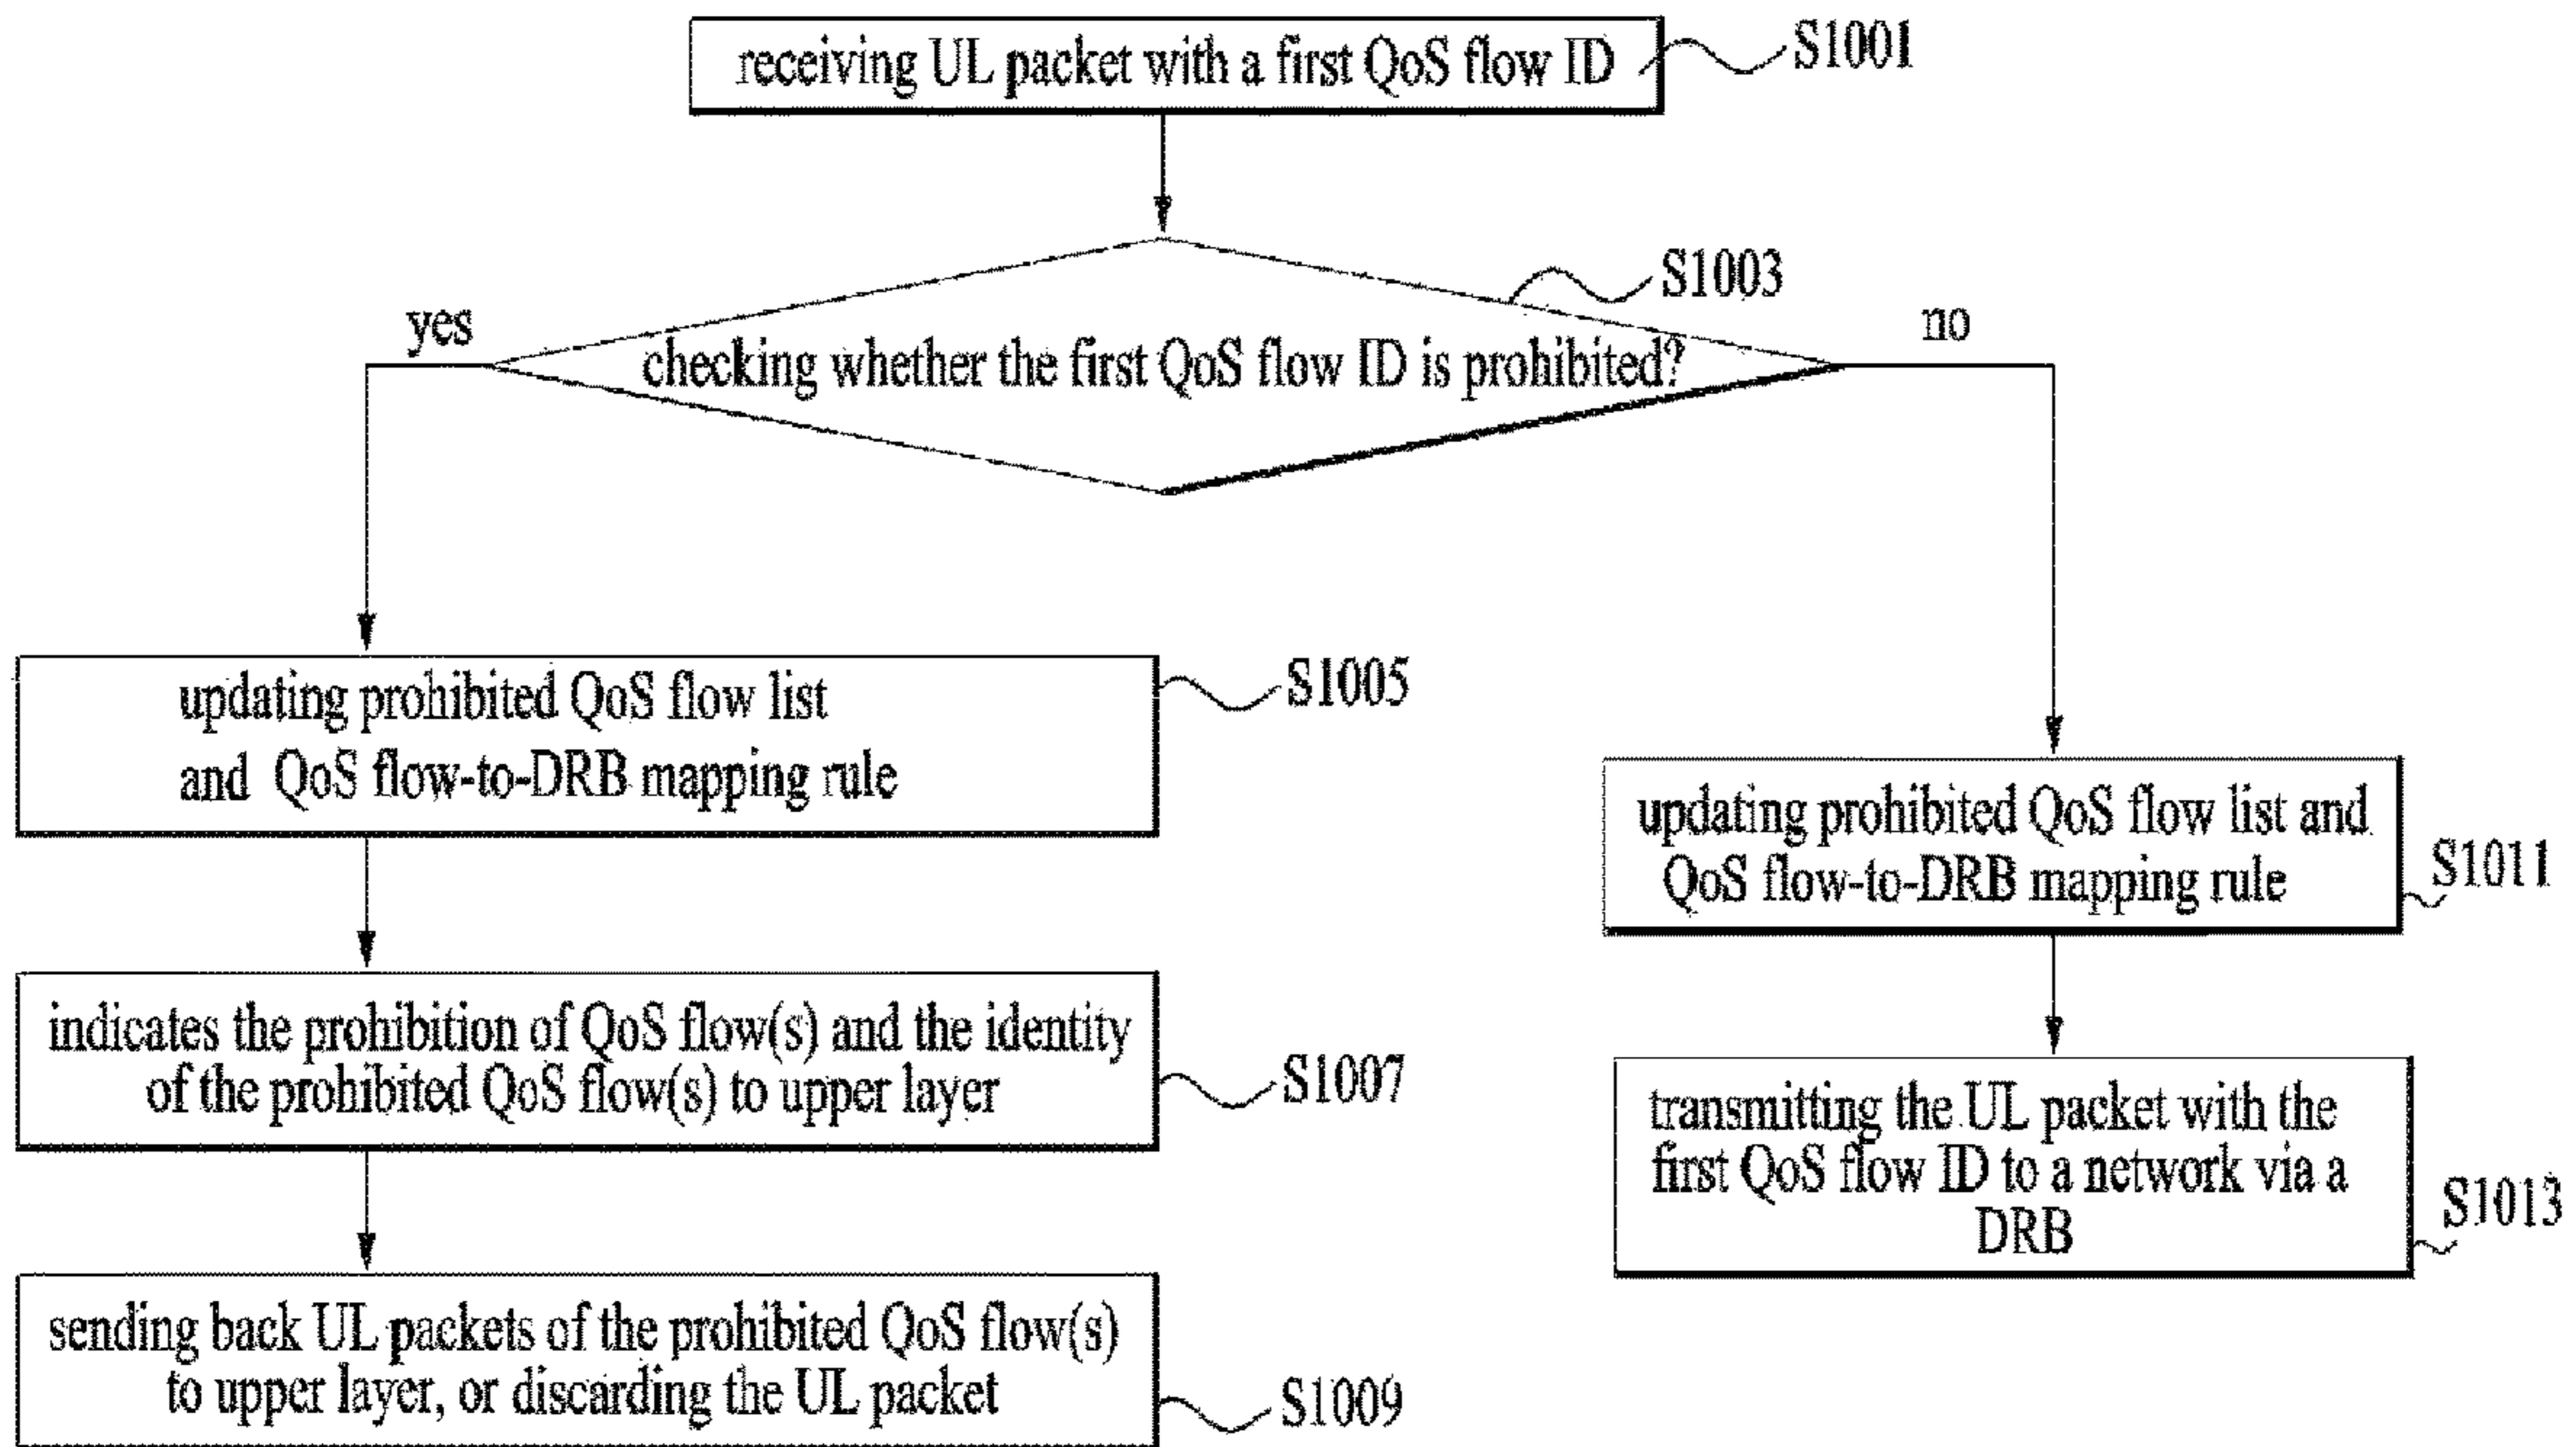 receiving UL packet with a first QoS flow ID
S1001
S1003
yes
no
checking whether the first QoS flow ID is prohibited?
updating prohibited QoS flow list
and QoS flow-to-DRB mapping rule
S1005
updating prohibited QoS flow list and
QoS flow-to-DRB mapping rule
S1011
indicates the prohibition of QoS flow(s) and the identity
of the prohibited QoS flow(s) to upper layer
S1007
transmitting the UL packet with the
first QoS flow ID to a network via a
DRB
S1013
sending back UL packets of the prohibited QoS flow(s)
to upper layer, or discarding the UL packet
S1009